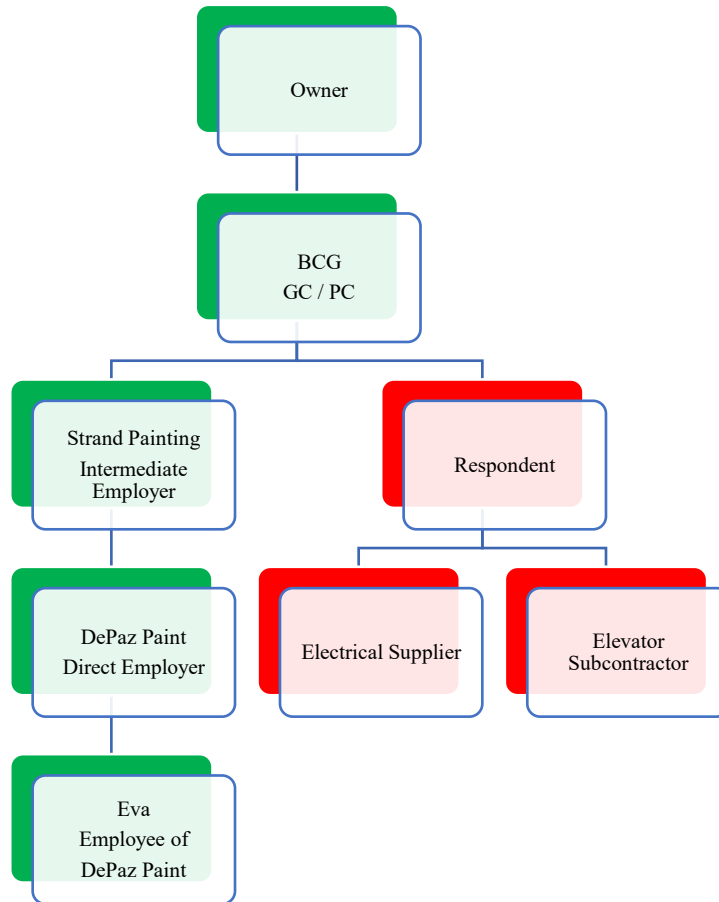 Owner
BCG
GC / PC
Strand Painting
Intermediate
Employer
Respondent
DePaz Paint
Direct Employer
Electrical Supplier
Elevator
Subcontractor
Eva
Employee of
DePaz Paint